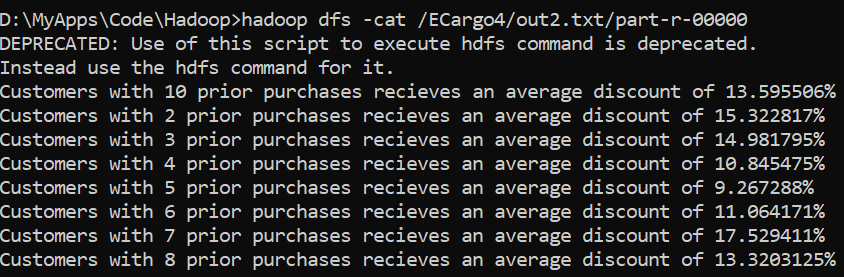 D:\MyApps\Code\Hadoop>hadoop dfs -cat /ECargo4/out2.txt/part-r-00000
DEPRECATED: Use of this script to execute hdfs command is deprecated.
Instead use the hdfs command for it.
Customers with 10 prior purchases recieves an average discount of 13.595506%
Customers with 2 prior purchases recieves an average discount of 15.322817%
Customers with 3 prior purchases recieves an average discount of 14.981795%
Customers with 4 prior purchases recieves an average discount of 10.845475%
Customers with 5 prior purchases recieves an average discount of 9.267288%
Customers with 6 prior purchases recieves an average discount of 11.064171%
Customers with 7 prior purchases recieves an average discount of 17.529411%
Customers with 8 prior purchases recieves an average discount of 13.3203125%